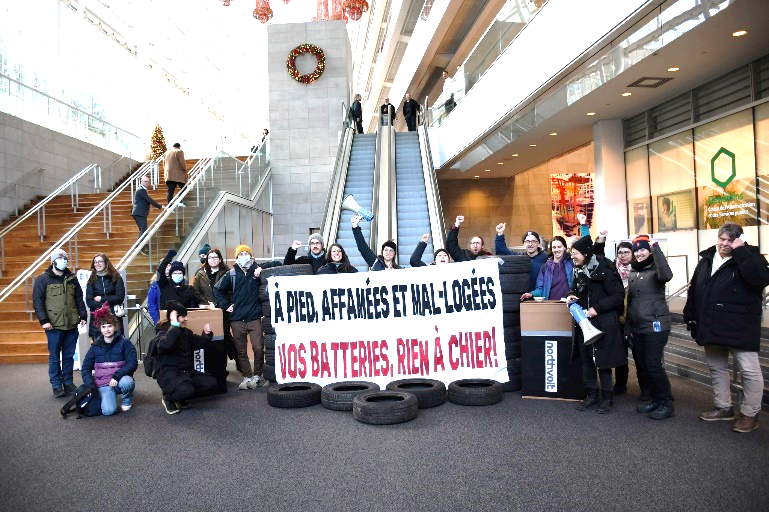 À PIED, AFFAMÉES ET MAL-LOGÉES
VOS BATTERIES, RIEN À CHIER!
northvolt
northvolt